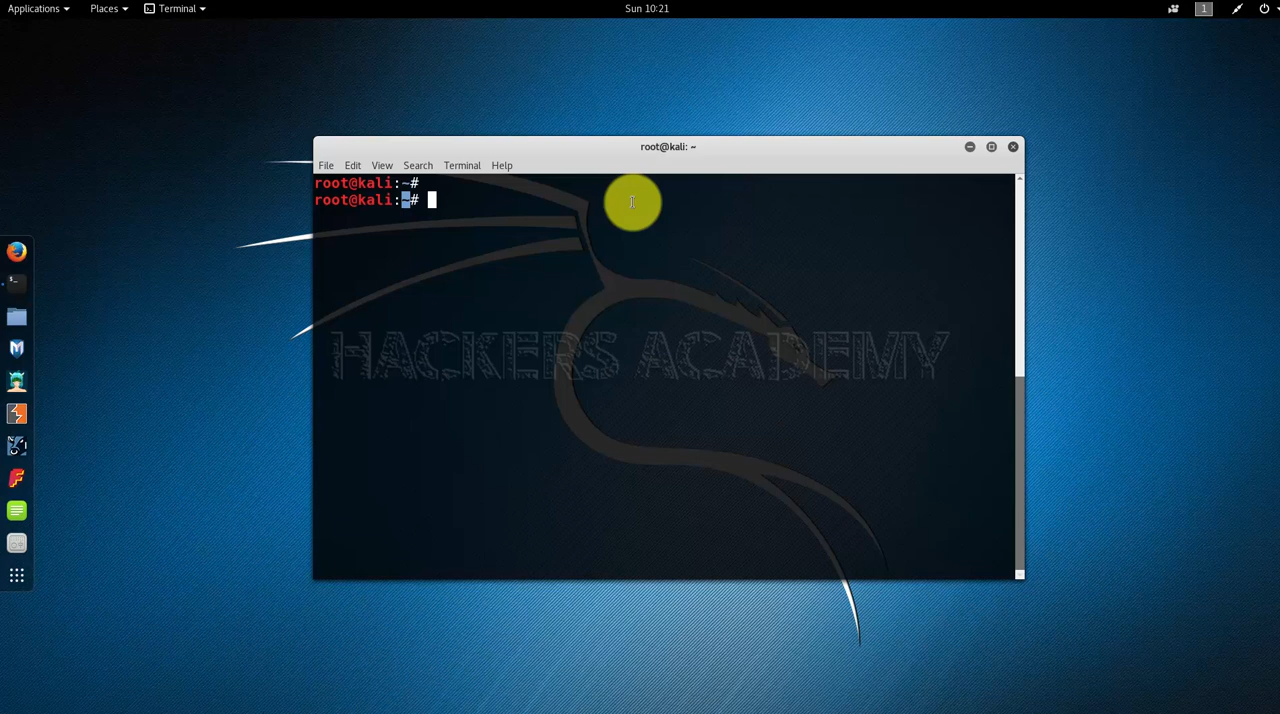 Applications Places Terminal Sun 10:21 1
root@kali: ~
File Edit View Search Terminal Help
root@kali:~#
root@kali:~#
HACKERS ACADEMY